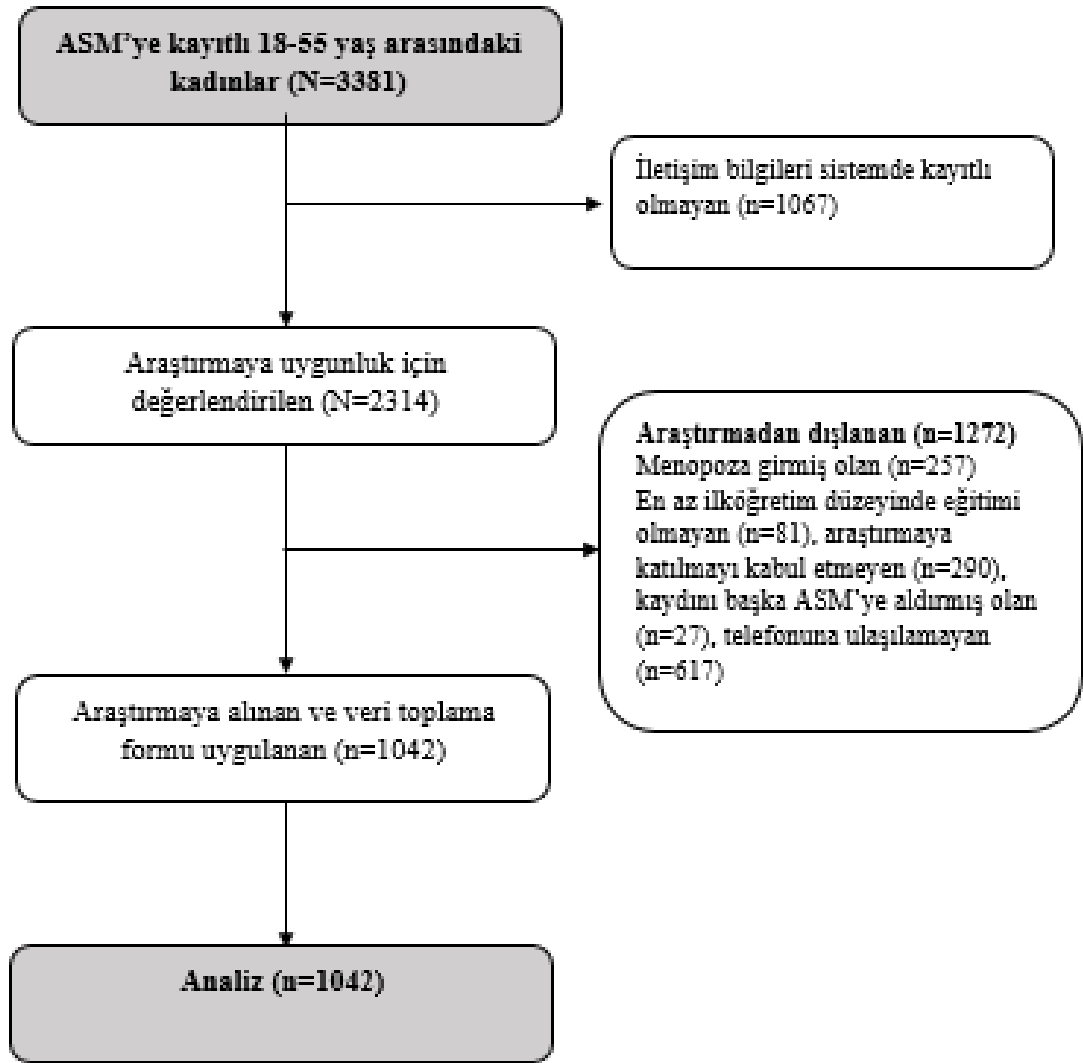 ASM’ye kayıtlı 18-55 yaş arasındaki
kadınlar (N=3381)
İletişim bilgileri sistemde kayıtlı
olmayan (n=1067)
Araştırmaya uygunluk için
değerlendirilen (N=2314)
Araştırmadan dışlanan (n=1272)
Menopoza girmiş olan (n=257)
En az ilköğretim düzeyinde eğitimi
olmayan (n=81), araştırmaya
katılmayı kabul etmeyen (n=290),
kaydını başka ASM’ye aldırmış olan
(n=27), telefonuna ulaşılamayan
(n=617)
Araştırmaya alınan ve veri toplama
formu uygulanan (n=1042)
Analiz (n=1042)